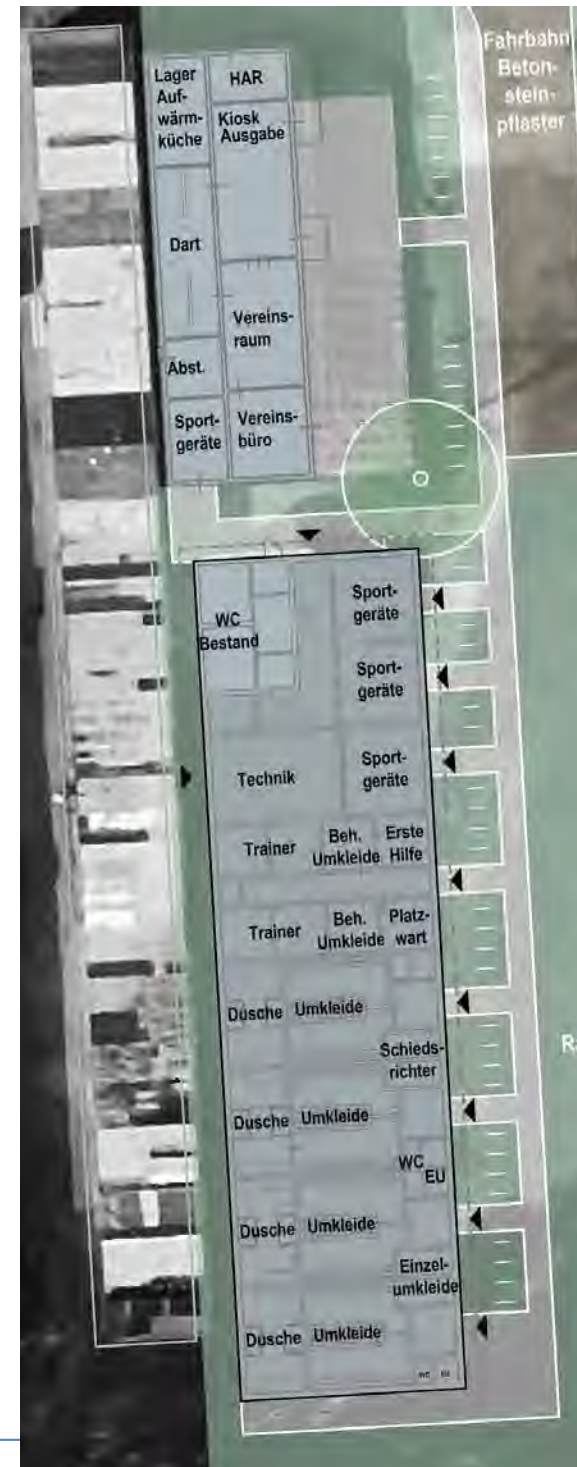 Fahrbahn
Beton-
stein-
pflaster
Lager
Auf-
wärm-
küche
HAR
Kiosk
Ausgabe
Dart
Vereins-
raum
Abst.
Sport-
geräte
Vereins-
büro
WC
Bestand
Sport-
geräte
Sport-
geräte
Technik
Sport-
geräte
Trainer
Beh.
Umkleide
Erste
Hilfe
Trainer
Beh.
Umkleide
Platz-
wart
Dusche Umkleide
Schieds-
richter
R
Dusche Umkleide
WC
EU
Dusche Umkleide
Einzel-
umkleide
Dusche Umkleide
WC EU